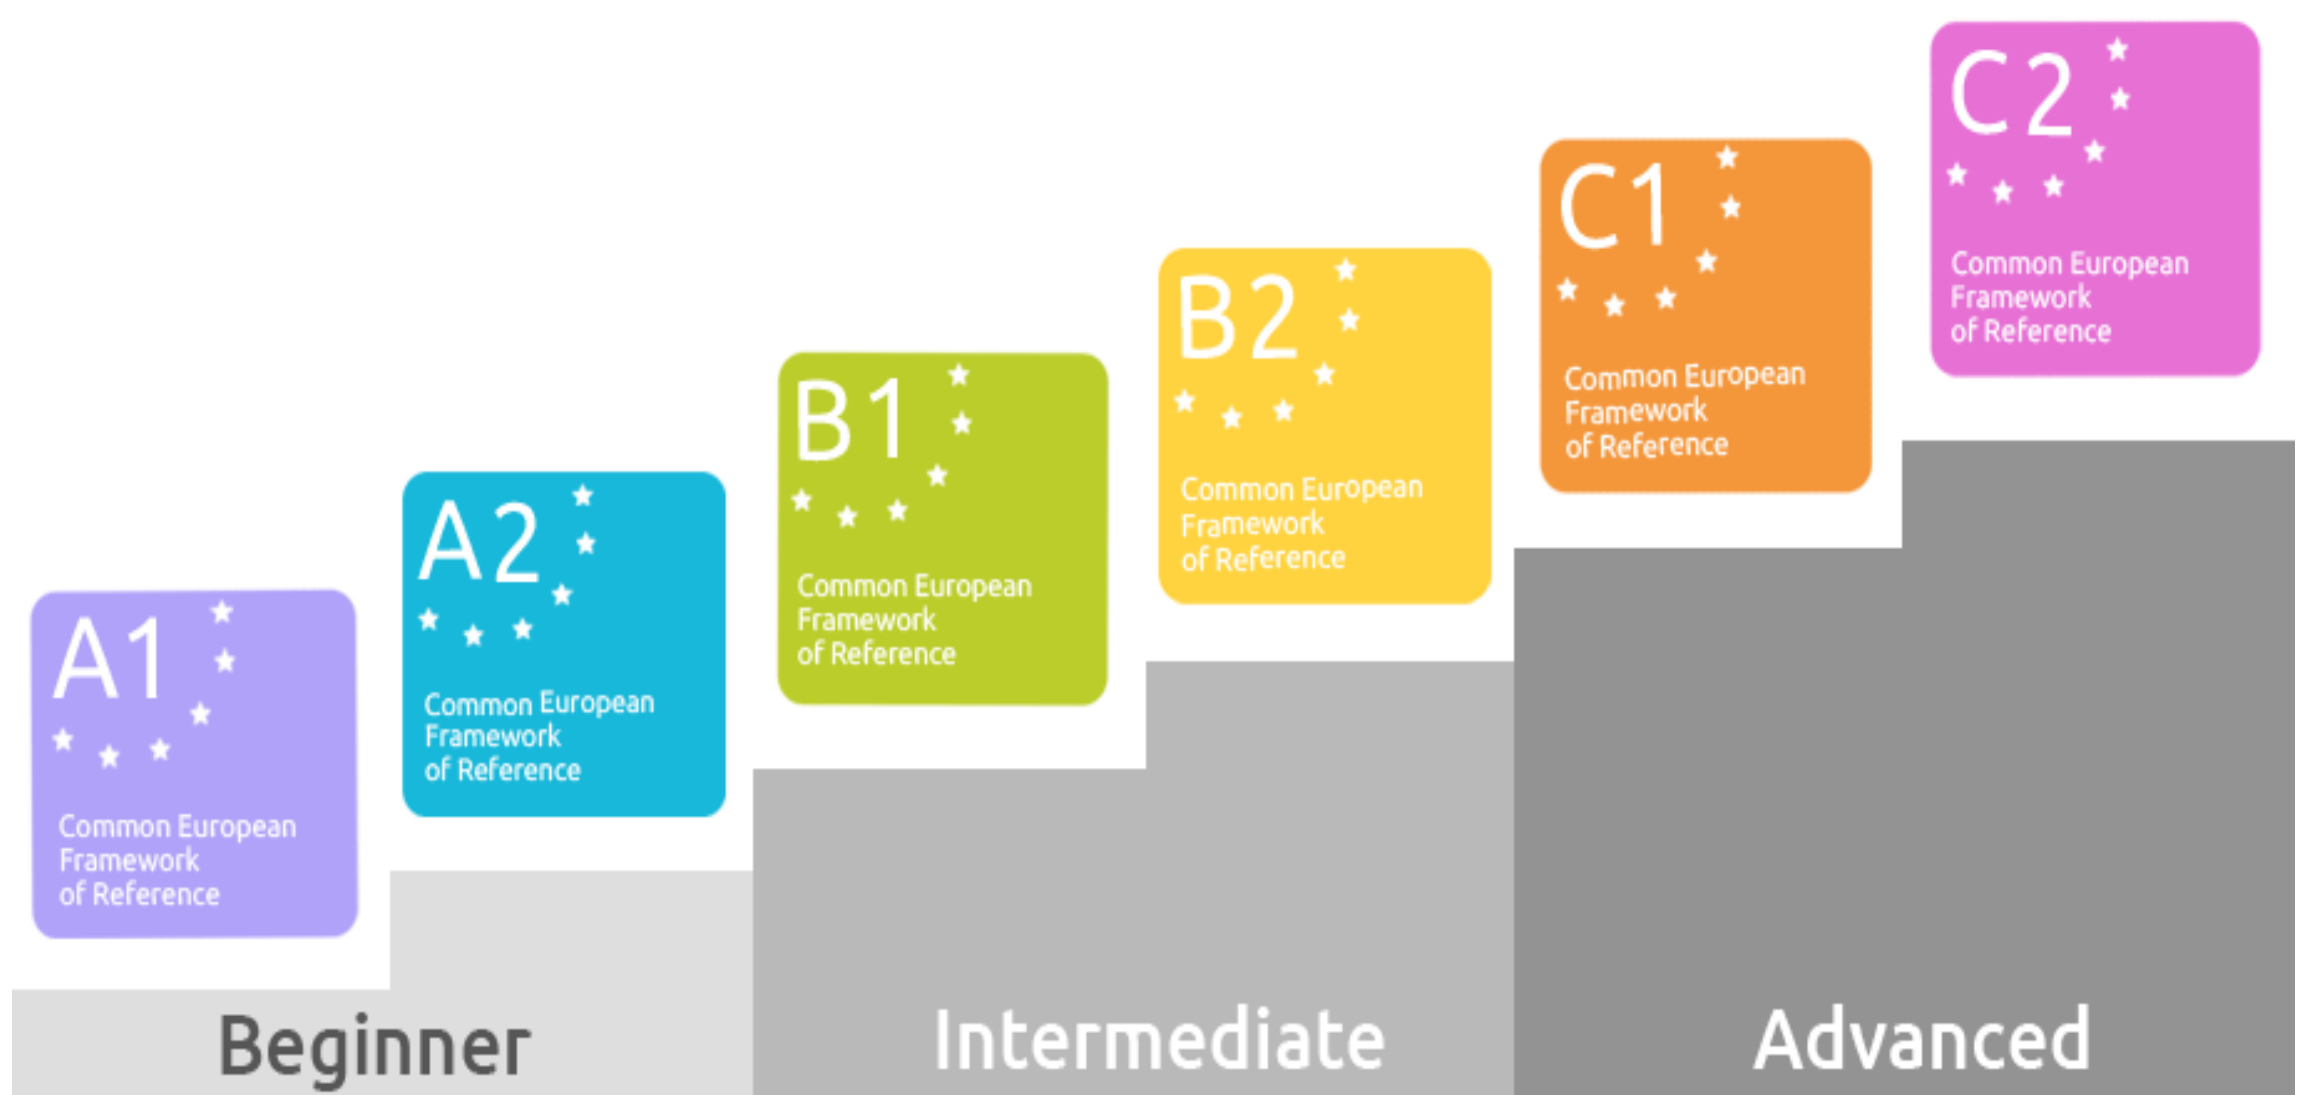 A1
Common European
Framework
of Reference
A2
Common European
Framework
of Reference
B1
Common European
Framework
of Reference
B2
Common European
Framework
of Reference
C1
Common European
Framework
of Reference
C2
Common European
Framework
of Reference
Beginner
Intermediate
Advanced